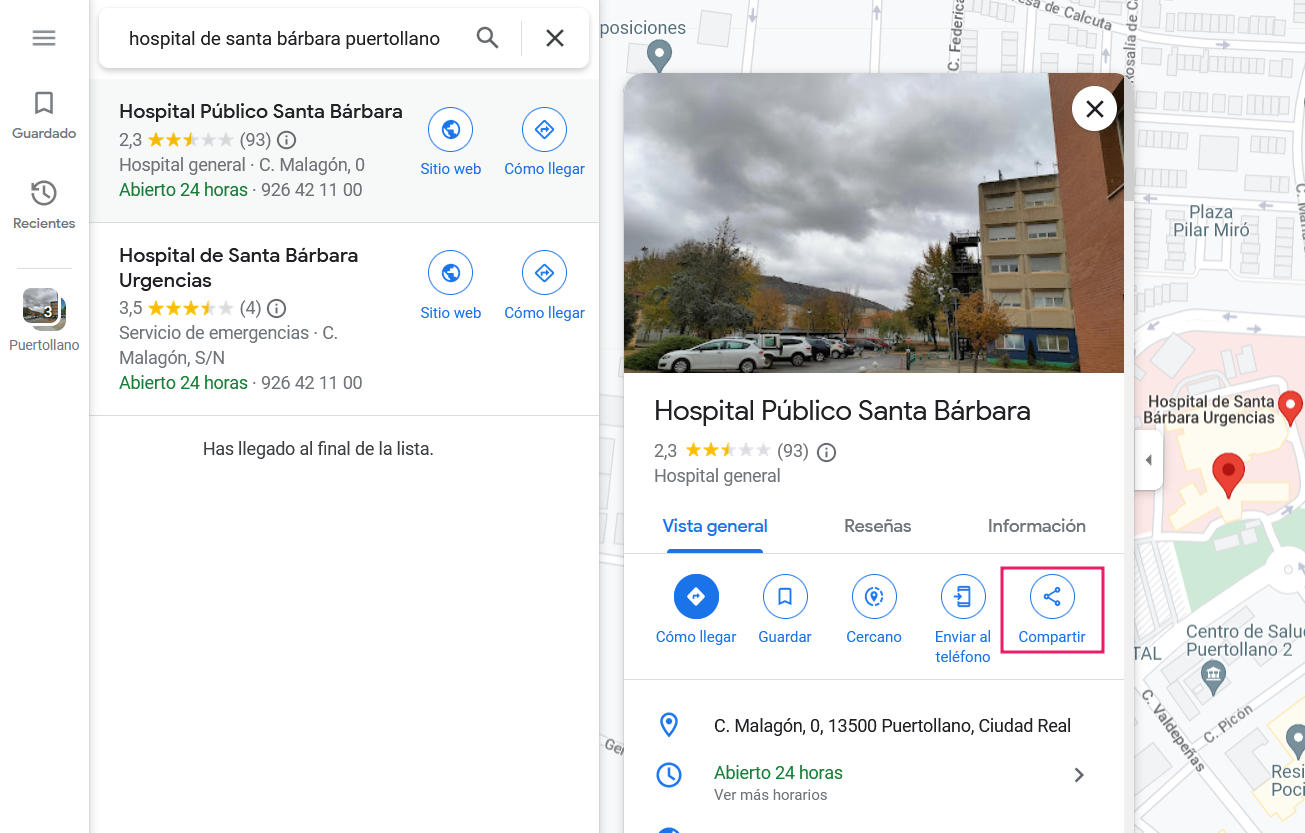 Guardado
Recientes
3
Puertollano
hospital de santa bárbara puertollano
Hospital Público Santa Bárbara
2,3 (93)
Hospital general · C. Malagón, 0
Abierto 24 horas · 926 42 11 00
Sitio web
Cómo llegar
Hospital de Santa Bárbara
Urgencias
3,5 (4)
Servicio de emergencias · C.
Malagón, S/N
Abierto 24 horas · 926 42 11 00
Sitio web
Cómo llegar
Has llegado al final de la lista.
Hospital Público Santa Bárbara
2,3 (93)
Hospital general
Vista general
Reseñas
Información
Cómo llegar
Guardar
Cercano
Enviar al
teléfono
Compartir
C. Malagón, 0, 13500 Puertollano, Ciudad Real
Abierto 24 horas
Ver más horarios
posiciones
C. Federica
esa de Calcuta
Rosalía de C
Plaza
Pilar Miró
Hospital de Santa
Bárbara Urgencias
Centro de Salu
Puertollano 2
TAL
C. Valdepeñas
C. Picón
Resi
Poci